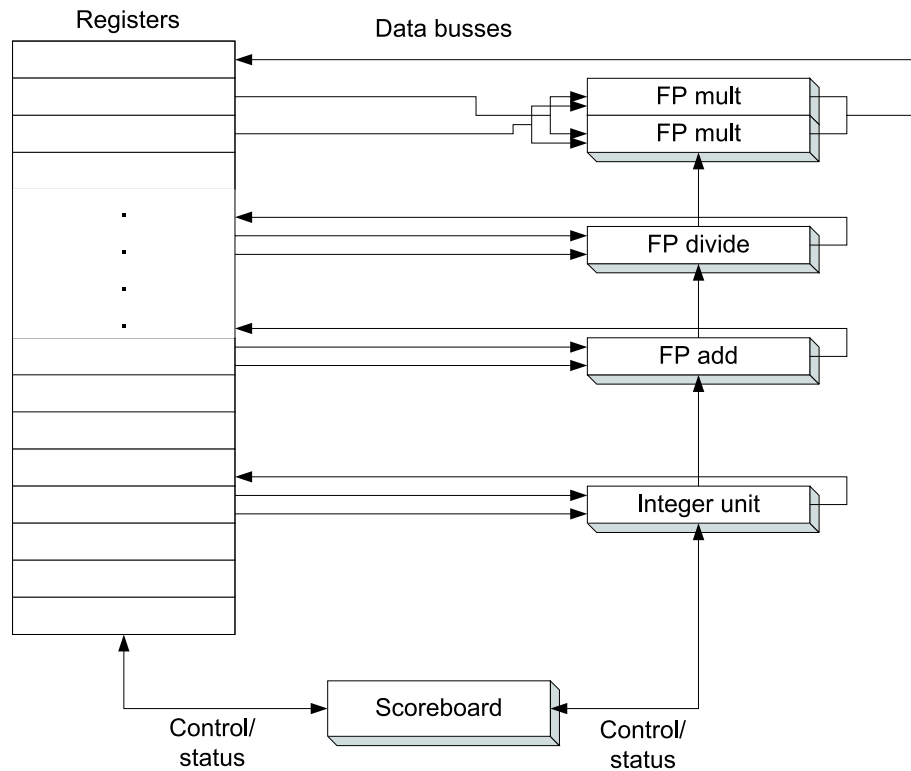 Registers
Data busses
FP mult
FP mult
FP divide
FP add
Integer unit
Scoreboard
Control/
status
Control/
status